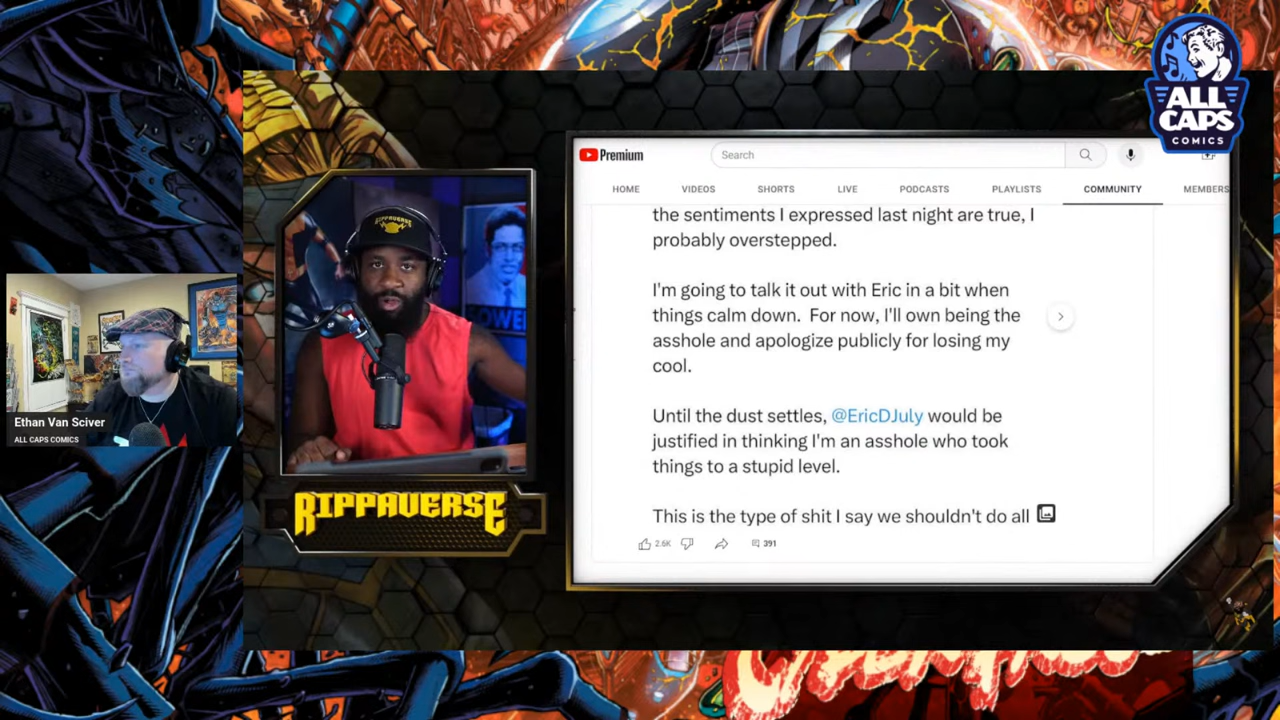 ALL
CAPS
COMICS
Premium
Search
HOME VIDEOS SHORTS LIVE PODCASTS PLAYLISTS COMMUNITY MEMBERS
the sentiments I expressed last night are true, I
probably overstepped.
I'm going to talk it out with Eric in a bit when
things calm down. For now, I'll own being the
asshole and apologize publicly for losing my
cool.
Until the dust settles, @EricDJuly would be
justified in thinking I'm an asshole who took
things to a stupid level.
This is the type of shit I say we shouldn't do all
2.6K 391
RIPPAVERSE
RIPPAVERSE
Ethan Van Sciver
ALL CAPS COMICS